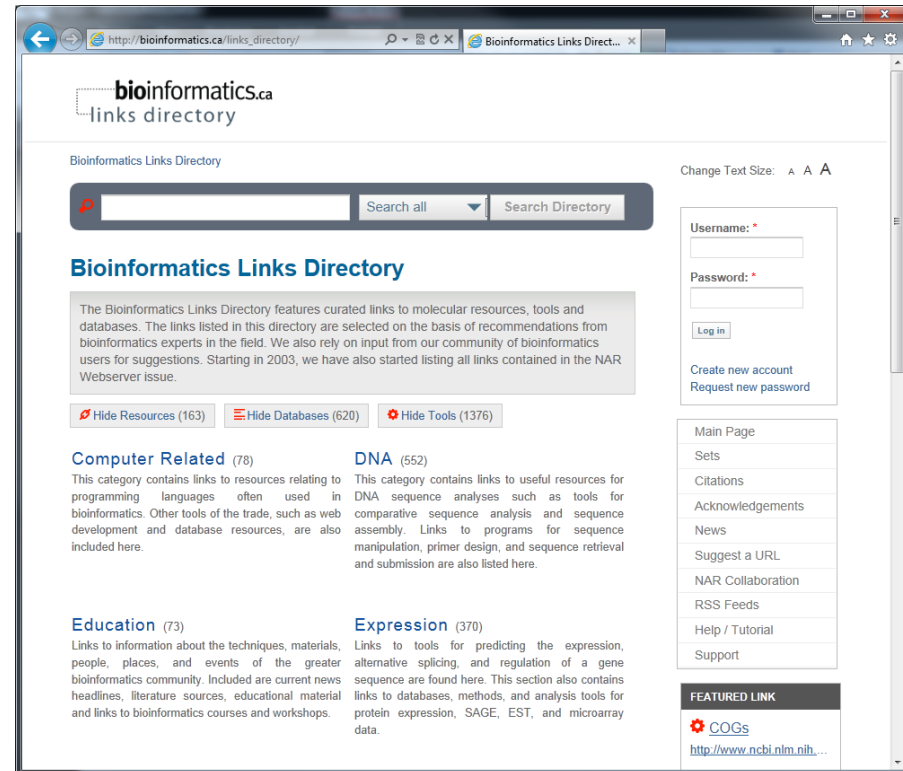 http://bioinformatics.ca/links_directory/
Bioinformatics Links Direct...
bioinformatics.ca
links directory
Bioinformatics Links Directory
Change Text Size: A A A
Search all
Search Directory
Username: *
Password: *
Log in
Create new account
Request new password
Bioinformatics Links Directory
The Bioinformatics Links Directory features curated links to molecular resources, tools and
databases. The links listed in this directory are selected on the basis of recommendations from
bioinformatics experts in the field. We also rely on input from our community of bioinformatics
users for suggestions. Starting in 2003, we have also started listing all links contained in the NAR
Webserver issue.
Hide Resources (163)
Hide Databases (620)
Hide Tools (1376)
Computer Related (78)
This category contains links to resources relating to
programming languages often used in
bioinformatics. Other tools of the trade, such as web
development and database resources, are also
included here.
DNA (552)
This category contains links to useful resources for
DNA sequence analyses such as tools for
comparative sequence analysis and sequence
assembly. Links to programs for sequence
manipulation, primer design, and sequence retrieval
and submission are also listed here.
Education (73)
Links to information about the techniques, materials,
people, places, and events of the greater
bioinformatics community. Included are current news
headlines, literature sources, educational material
and links to bioinformatics courses and workshops.
Expression (370)
Links to tools for predicting the expression,
alternative splicing, and regulation of a gene
sequence are found here. This section also contains
links to databases, methods, and analysis tools for
protein expression, SAGE, EST, and microarray
data.
Main Page
Sets
Citations
Acknowledgements
News
Suggest a URL
NAR Collaboration
RSS Feeds
Help / Tutorial
Support
FEATURED LINK
COGs
http://www.ncbi.nlm.nih....